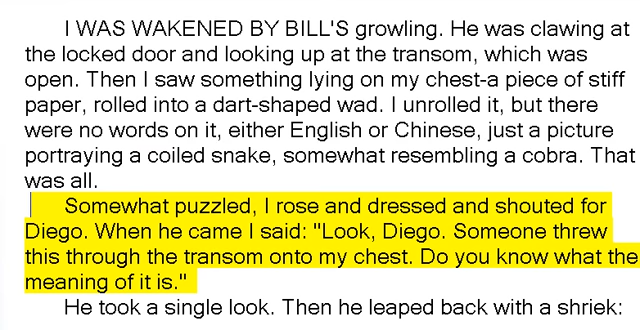 I WAS WAKENED BY BILL'S growling. He was clawing at
the locked door and looking up at the transom, which was
open. Then I saw something lying on my chest-a piece of stiff
paper, rolled into a dart-shaped wad. I unrolled it, but there
were no words on it, either English or Chinese, just a picture
portraying a coiled snake, somewhat resembling a cobra. That
was all.
Somewhat puzzled, I rose and dressed and shouted for
Diego. When he came I said: "Look, Diego. Someone threw
this through the transom onto my chest. Do you know what the
meaning of it is."
He took a single look. Then he leaped back with a shriek: